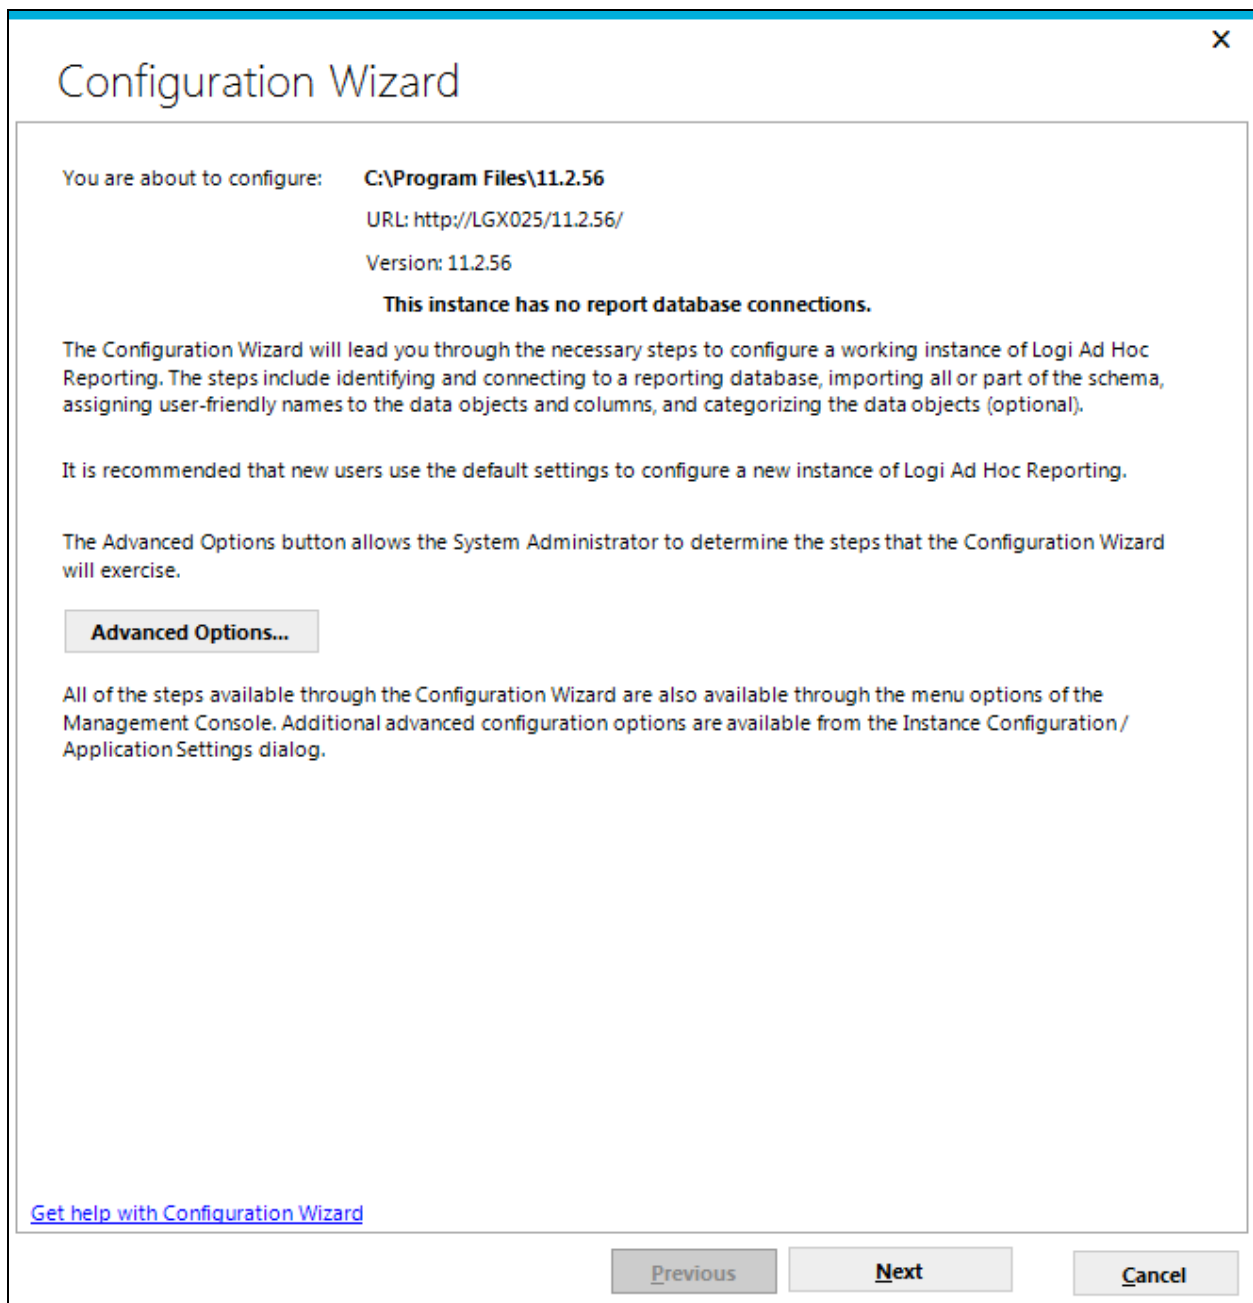 ×
Configuration Wizard
You are about to configure: C:\Program Files\11.2.56
URL: http://LGX025/11.2.56/
Version: 11.2.56
This instance has no report database connections.
The Configuration Wizard will lead you through the necessary steps to configure a working instance of Logi Ad Hoc
Reporting. The steps include identifying and connecting to a reporting database, importing all or part of the schema,
assigning user-friendly names to the data objects and columns, and categorizing the data objects (optional).
It is recommended that new users use the default settings to configure a new instance of Logi Ad Hoc Reporting.
The Advanced Options button allows the System Administrator to determine the steps that the Configuration Wizard
will exercise.
Advanced Options...
All of the steps available through the Configuration Wizard are also available through the menu options of the
Management Console. Additional advanced configuration options are available from the Instance Configuration /
Application Settings dialog.
Get help with Configuration Wizard
Previous Next Cancel